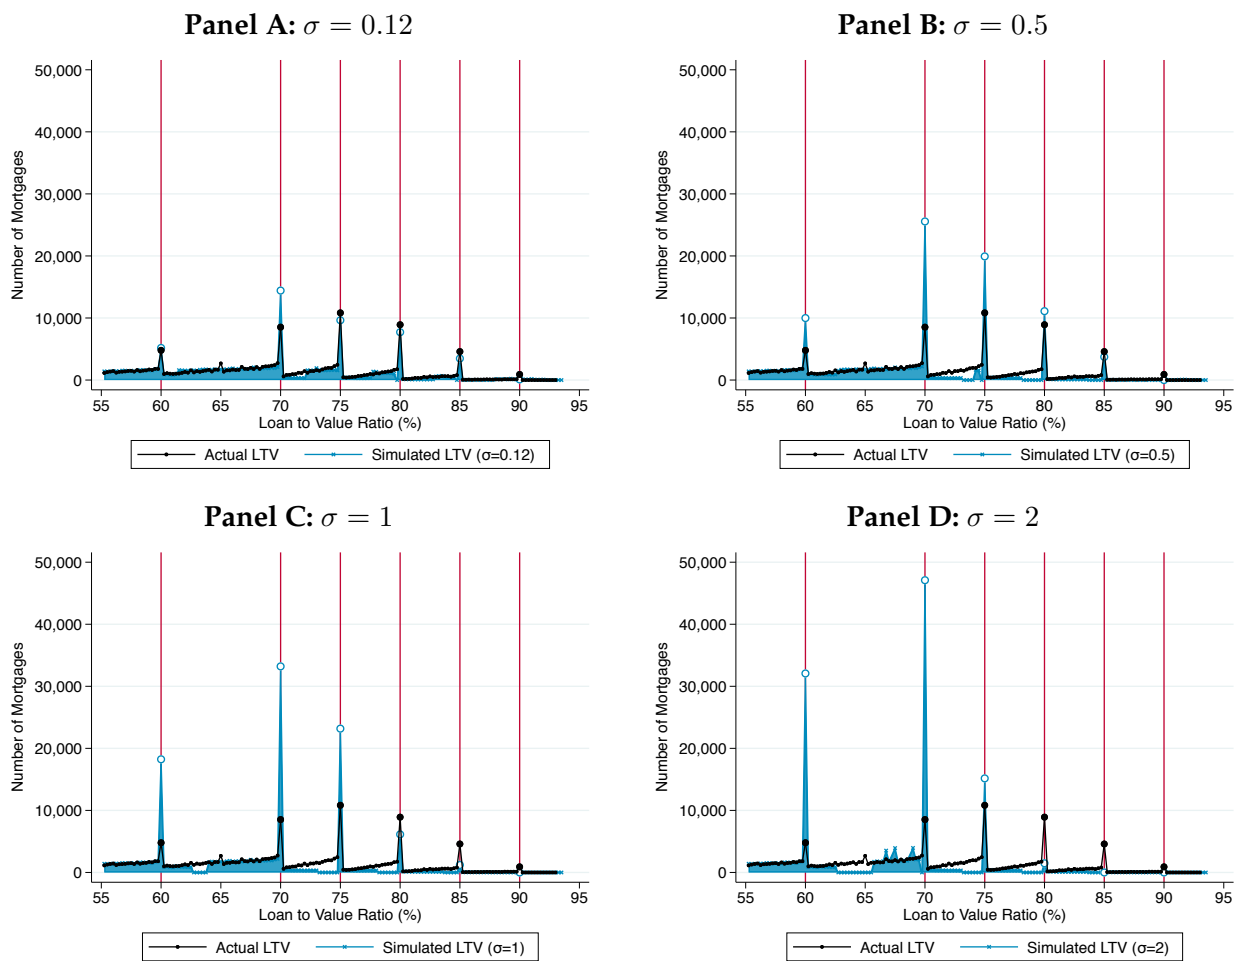 Panel A: σ = 0.12
50,000
40,000
30,000
20,000
10,000
0
Number of Mortgages
55 60 65 70 75 80 85 90 95
Loan to Value Ratio (%)
Actual LTV Simulated LTV (σ=0.12)
Panel B: σ = 0.5
50,000
40,000
30,000
20,000
10,000
0
Number of Mortgages
55 60 65 70 75 80 85 90 95
Loan to Value Ratio (%)
Actual LTV Simulated LTV (σ=0.5)
Panel C: σ = 1
50,000
40,000
30,000
20,000
10,000
0
Number of Mortgages
55 60 65 70 75 80 85 90 95
Loan to Value Ratio (%)
Actual LTV Simulated LTV (σ=1)
Panel D: σ = 2
50,000
40,000
30,000
20,000
10,000
0
Number of Mortgages
55 60 65 70 75 80 85 90 95
Loan to Value Ratio (%)
Actual LTV Simulated LTV (σ=2)